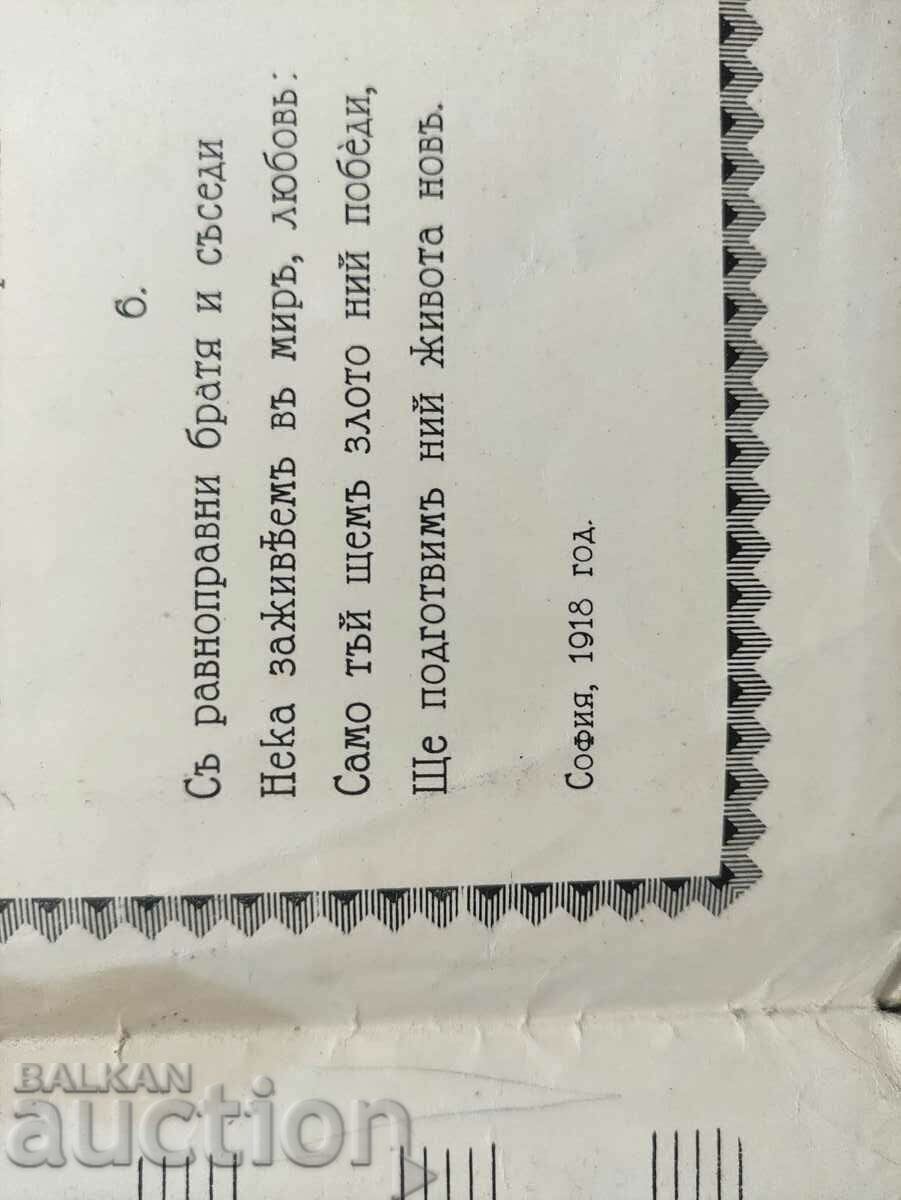 6.
Съ равноправни братя и съседи
Нека заживѣемъ въ миръ, любовь:
Само тъй щемъ злото ний побѐди,
Ще подготвимъ ний живота новъ.
София, 1918 год.
BALKAN
auction